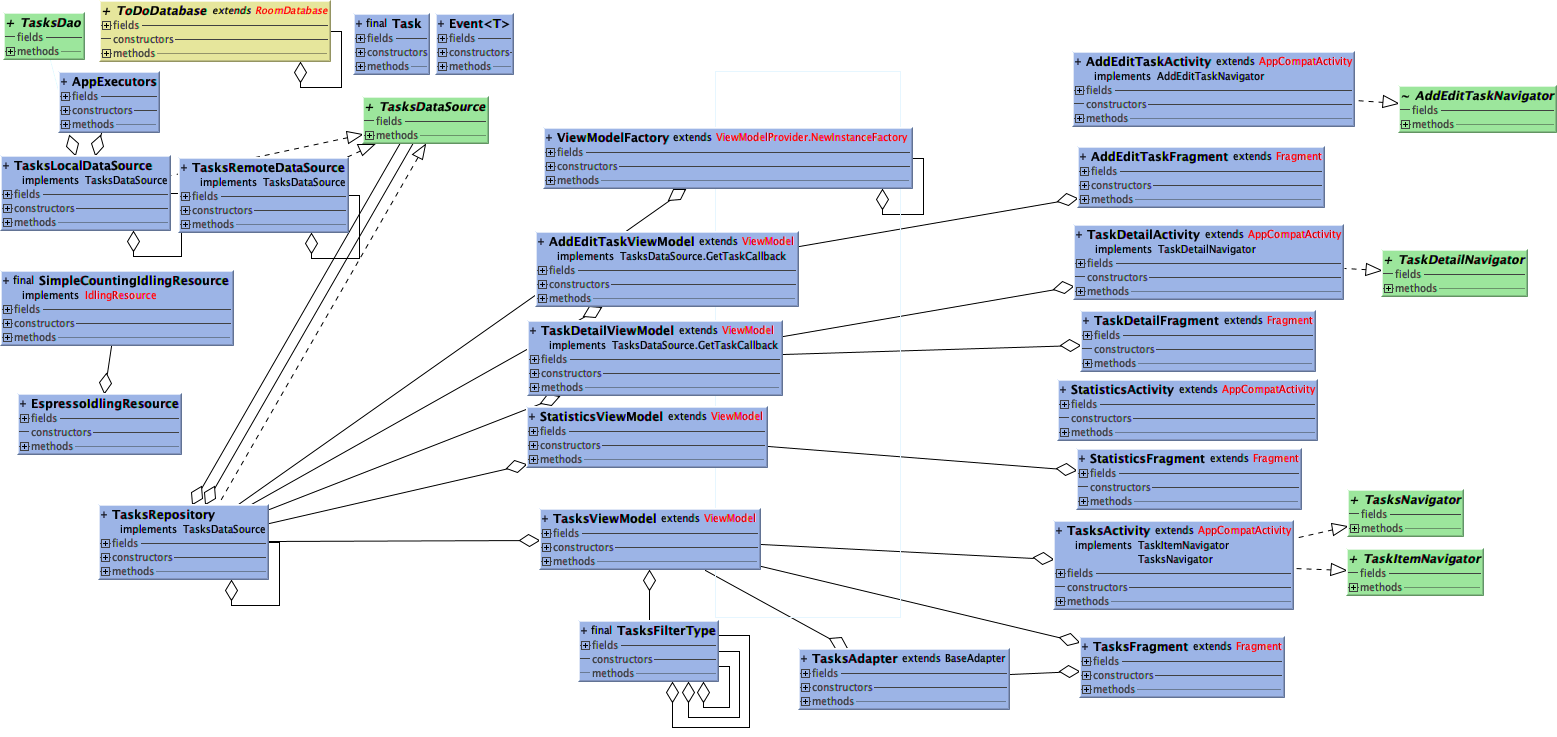 + TasksDao
fields
methods
+ ToDoDatabase extends RoomDatabase
fields
constructors
methods
+ final Task
fields
constructors
methods
+ Event<T>
fields
constructors
methods
+ AppExecutors
fields
constructors
methods
+ TasksDataSource
fields
methods
+ TasksLocalDataSource
implements TasksDataSource
fields
constructors
methods
+ TasksRemoteDataSource
implements TasksDataSource
fields
constructors
methods
+ final SimpleCountingIdlingResource
implements IdlingResource
fields
constructors
methods
+ EspressoIdlingResource
fields
constructors
methods
+ TasksRepository
implements TasksDataSource
fields
constructors
methods
+ ViewModelFactory extends ViewModelProvider.NewInstanceFactory
fields
constructors
methods
+ AddEditTaskViewModel extends ViewModel
implements TasksDataSource.GetTaskCallback
fields
constructors
methods
+ TaskDetailViewModel extends ViewModel
implements TasksDataSource.GetTaskCallback
fields
constructors
methods
+ StatisticsViewModel extends ViewModel
fields
constructors
methods
+ TasksViewModel extends ViewModel
fields
constructors
methods
+ final TasksFilterType
fields
constructors
methods
+ TasksAdapter extends BaseAdapter
fields
constructors
methods
+ AddEditTaskActivity extends AppCompatActivity
implements AddEditTaskNavigator
fields
constructors
methods
~ AddEditTaskNavigator
fields
methods
+ AddEditTaskFragment extends Fragment
fields
constructors
methods
+ TaskDetailActivity extends AppCompatActivity
implements TaskDetailNavigator
fields
constructors
methods
+ TaskDetailNavigator
fields
methods
+ TaskDetailFragment extends Fragment
fields
constructors
methods
+ StatisticsActivity extends AppCompatActivity
fields
constructors
methods
+ StatisticsFragment extends Fragment
fields
constructors
methods
+ TasksActivity extends AppCompatActivity
implements TaskItemNavigator
TasksNavigator
fields
constructors
methods
+ TasksNavigator
fields
methods
+ TaskItemNavigator
fields
methods
+ TasksFragment extends Fragment
fields
constructors
methods